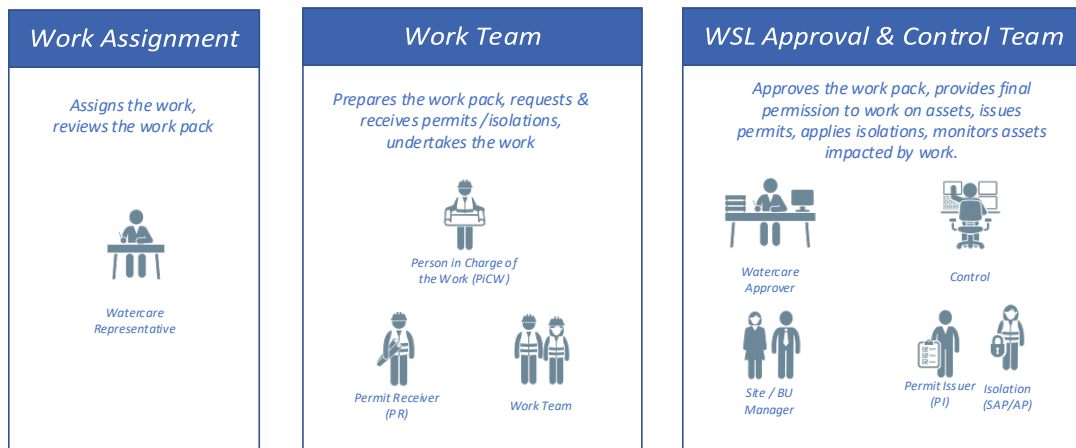 Work Assignment
Assigns the work,
reviews the work pack
Watercare
Representative
Work Team
Prepares the work pack, requests &
receives permits/isolations,
undertakes the work
Person in Charge of
the Work (PiCW)
Permit Receiver
(PR)
Work Team
WSL Approval & Control Team
Approves the work pack, provides final
permission to work on assets, issues
permits, applies isolations, monitors assets
impacted by work.
Watercare
Approver
Control
Site / BU
Manager
Permit Issuer
(PI)
Isolation
(SAP/AP)